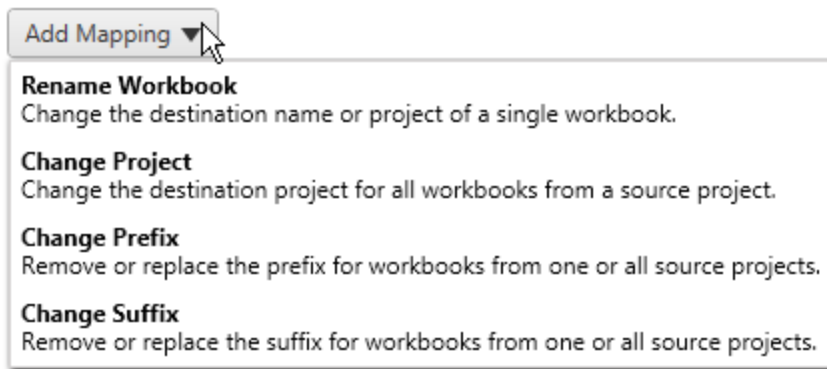 Add Mapping
Rename Workbook
Change the destination name or project of a single workbook.
Change Project
Change the destination project for all workbooks from a source project.
Change Prefix
Remove or replace the prefix for workbooks from one or all source projects.
Change Suffix
Remove or replace the suffix for workbooks from one or all source projects.